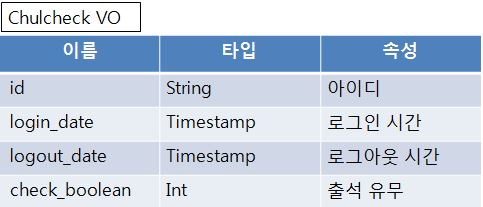 Chulcheck VO
이름 타입 속성
id String 아이디
login_date Timestamp 로그인 시간
logout_date Timestamp 로그아웃 시간
check_boolean Int 출석 유무